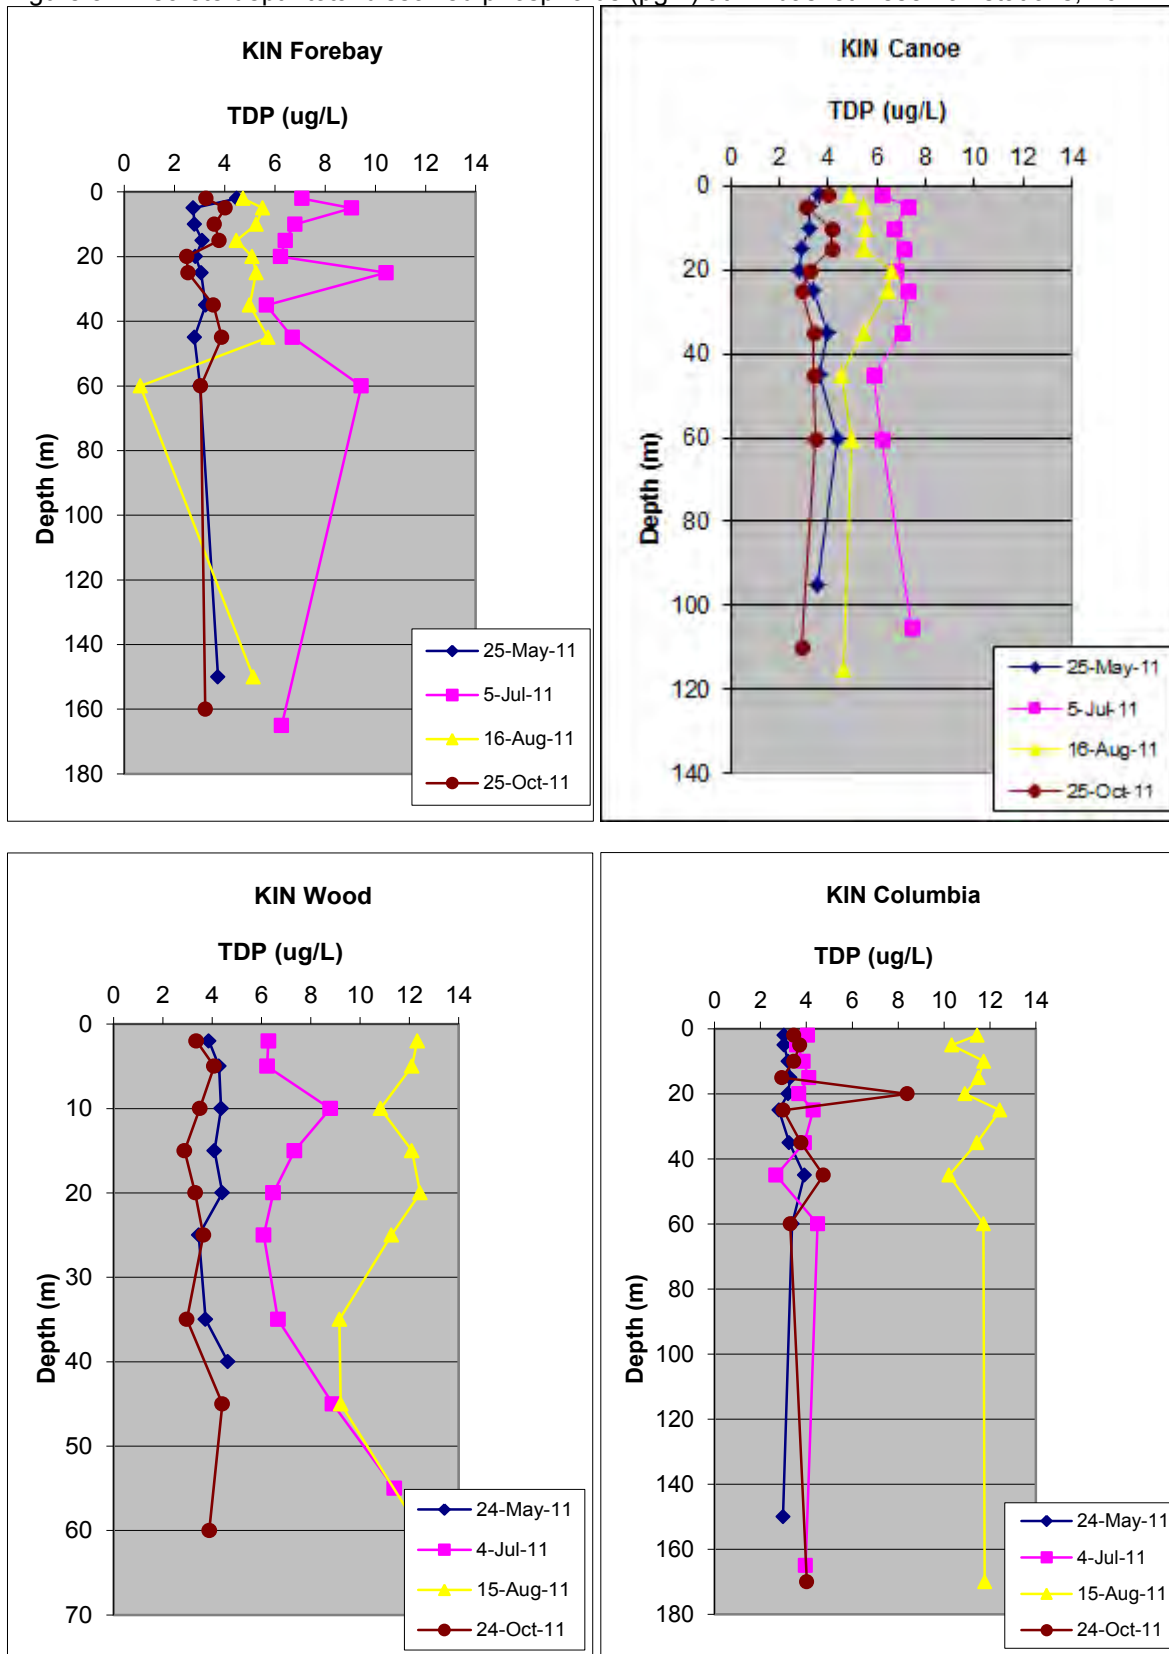 KIN Forebay
TDP (ug/L)
0 2 4 6 8 10 12 14
0
20
40
60
80
100
120
140
160
180
Depth (m)
25-May-11
5-Jul-11
16-Aug-11
25-Oct-11
KIN Canoe
TDP (ug/L)
0 2 4 6 8 10 12 14
0
20
40
60
80
100
120
140
Depth (m)
25-May-11
5-Jul-11
16-Aug-11
25-Oct-11
KIN Wood
TDP (ug/L)
0 2 4 6 8 10 12 14
0
10
20
30
40
50
60
70
Depth (m)
24-May-11
4-Jul-11
15-Aug-11
24-Oct-11
KIN Columbia
TDP (ug/L)
0 2 4 6 8 10 12 14
0
20
40
60
80
100
120
140
160
180
Depth (m)
24-May-11
4-Jul-11
15-Aug-11
24-Oct-11